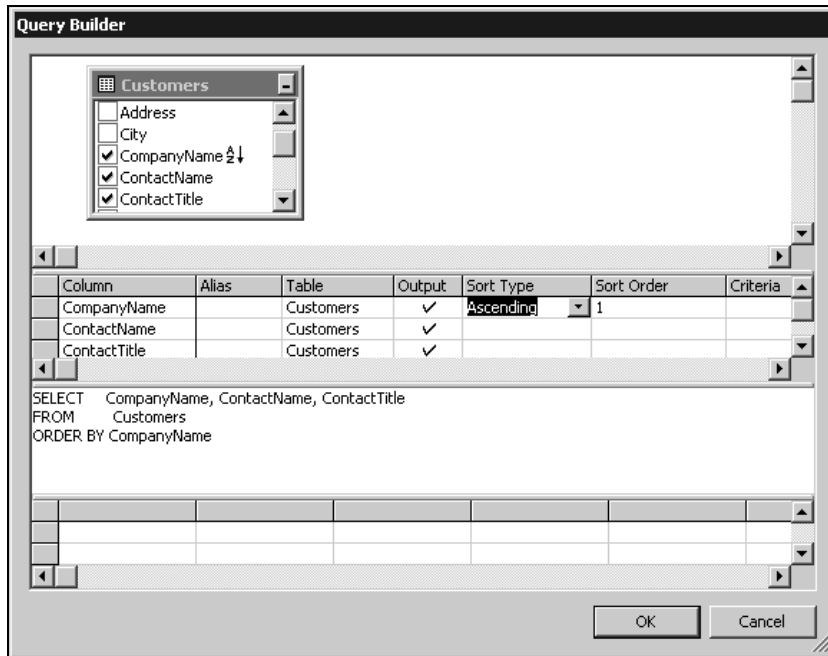 Query Builder
Customers
Address
City
CompanyName
ContactName
ContactTitle
Column Alias Table Output Sort Type Sort Order Criteria
CompanyName Customers Ascending 1
ContactName Customers
ContactTitle Customers
SELECT CompanyName, ContactName, ContactTitle
FROM Customers
ORDER BY CompanyName
OK Cancel